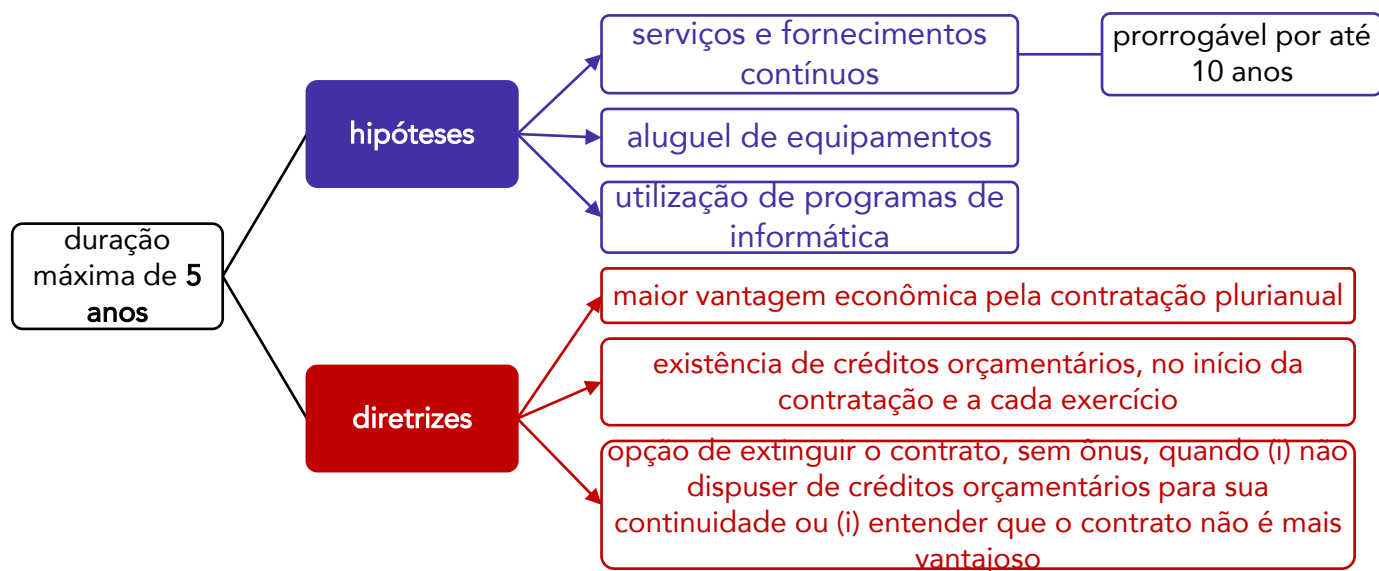 duração
máxima de 5
anos
hipóteses
serviços e fornecimentos
contínuos
prorrogável por até
10 anos
aluguel de equipamentos
utilização de programas de
informática
diretrizes
maior vantagem econômica pela contratação plurianual
existência de créditos orçamentários, no início da
contratação e a cada exercício
opção de extinguir o contrato, sem ônus, quando (i) não
dispuser de créditos orçamentários para sua
continuidade ou (i) entender que o contrato não é mais
vantajoso